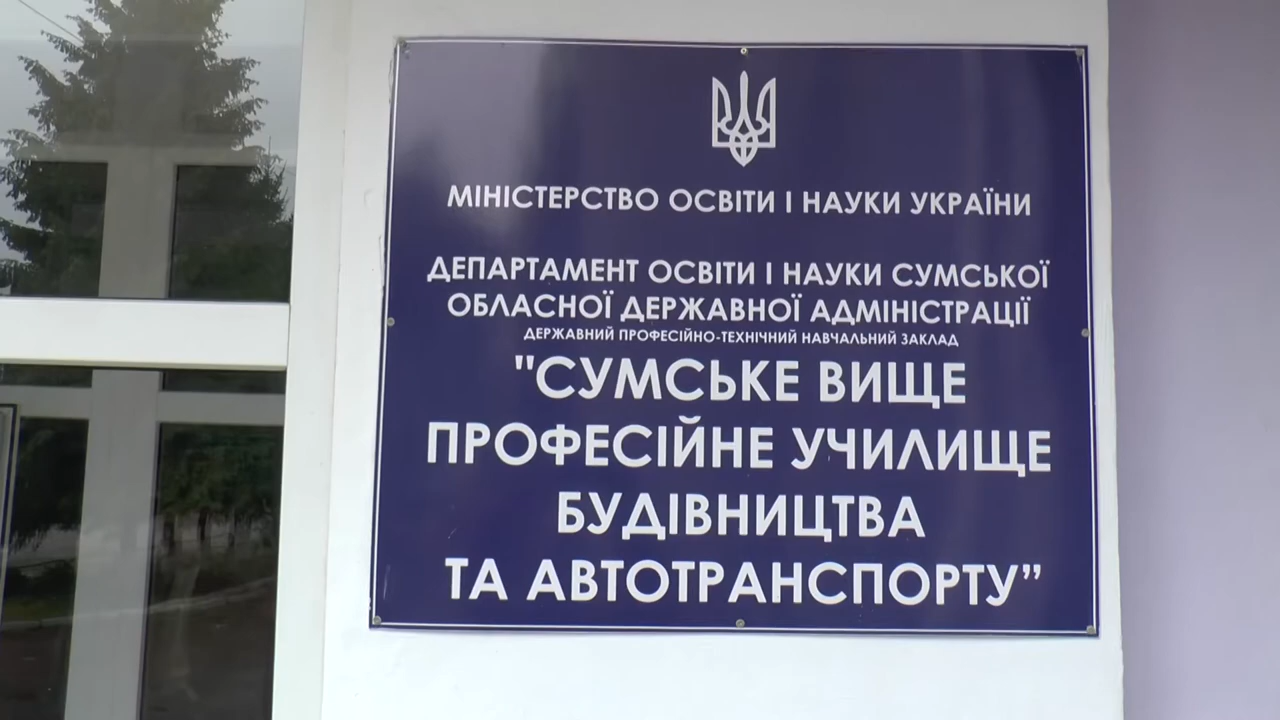 МІНІСТЕРСТВО ОСВІТИ І НАУКИ УКРАЇНИ
ДЕПАРТАМЕНТ ОСВІТИ І НАУКИ СУМСЬКОЇ
ОБЛАСНОЇ ДЕРЖАВНОЇ АДМІНІСТРАЦІЇ
ДЕРЖАВНИЙ ПРОФЕСІЙНО-ТЕХНІЧНИЙ НАВЧАЛЬНИЙ ЗАКЛАД
"СУМСЬКЕ ВИЩЕ
ПРОФЕСІЙНЕ УЧИЛИЩЕ
БУДІВНИЦТВА
ТА АВТОТРАНСПОРТУ”